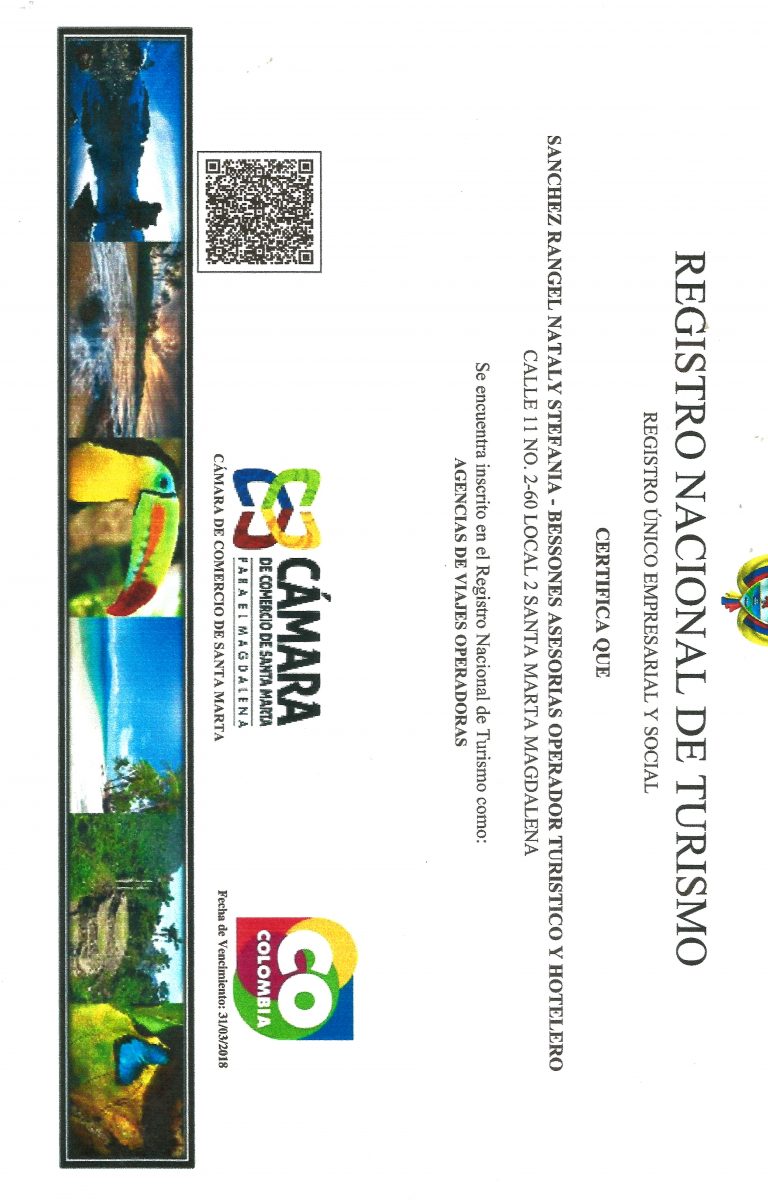 REGISTRO NACIONAL DE TURISMO
REGISTRO ÚNICO EMPRESARIAL Y SOCIAL
CERTIFICA QUE
SANCHEZ RANGEL NATALY STEFANIA - BESSONES ASESORIAS OPERADOR TURISTICO Y HOTELERO
CALLE 11 NO. 2-60 LOCAL 2 SANTA MARTA MAGDALENA
Se encuentra inscrito en el Registro Nacional de Turismo como:
AGENCIAS DE VIAJES OPERADORAS
CÁMARA
DE COMERCIO DE SANTA MARTA
PARA EL MAGDALENA
CÁMARA DE COMERCIO DE SANTA MARTA
CO
COLOMBIA
Fecha de Vencimiento: 31/03/2018